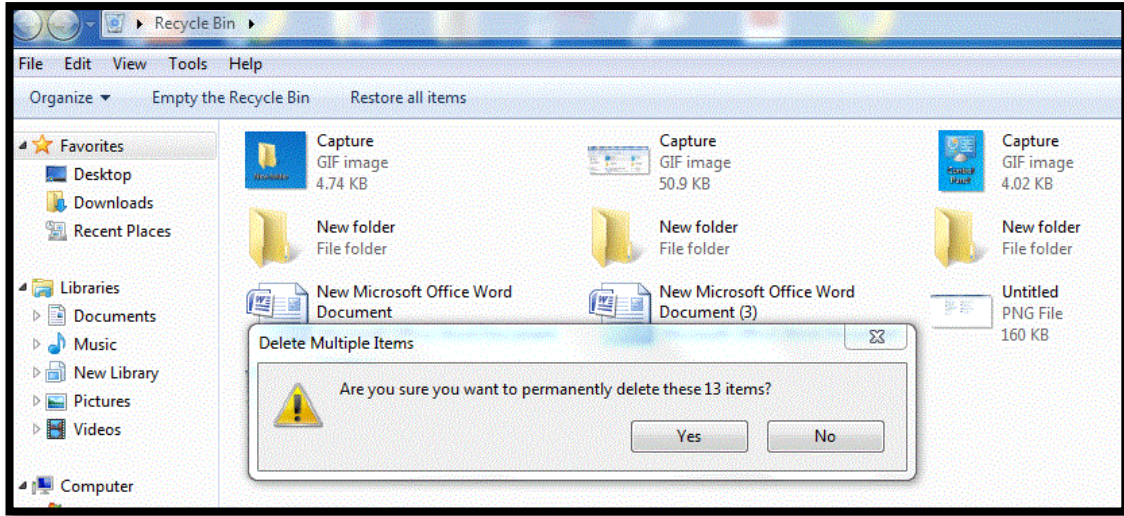 Recycle Bin
File Edit View Tools Help
Organize Empty the Recycle Bin Restore all items
Favorites
Desktop
Downloads
Recent Places
Libraries
Documents
Music
New Library
Pictures
Videos
Computer
Capture
GIF image
4.74 KB
Capture
GIF image
50.9 KB
Capture
GIF image
4.02 KB
New folder
File folder
New folder
File folder
New folder
File folder
New Microsoft Office Word
Document
New Microsoft Office Word
Document (3)
Untitled
PNG File
160 KB
Delete Multiple Items
Are you sure you want to permanently delete these 13 items?
Yes No